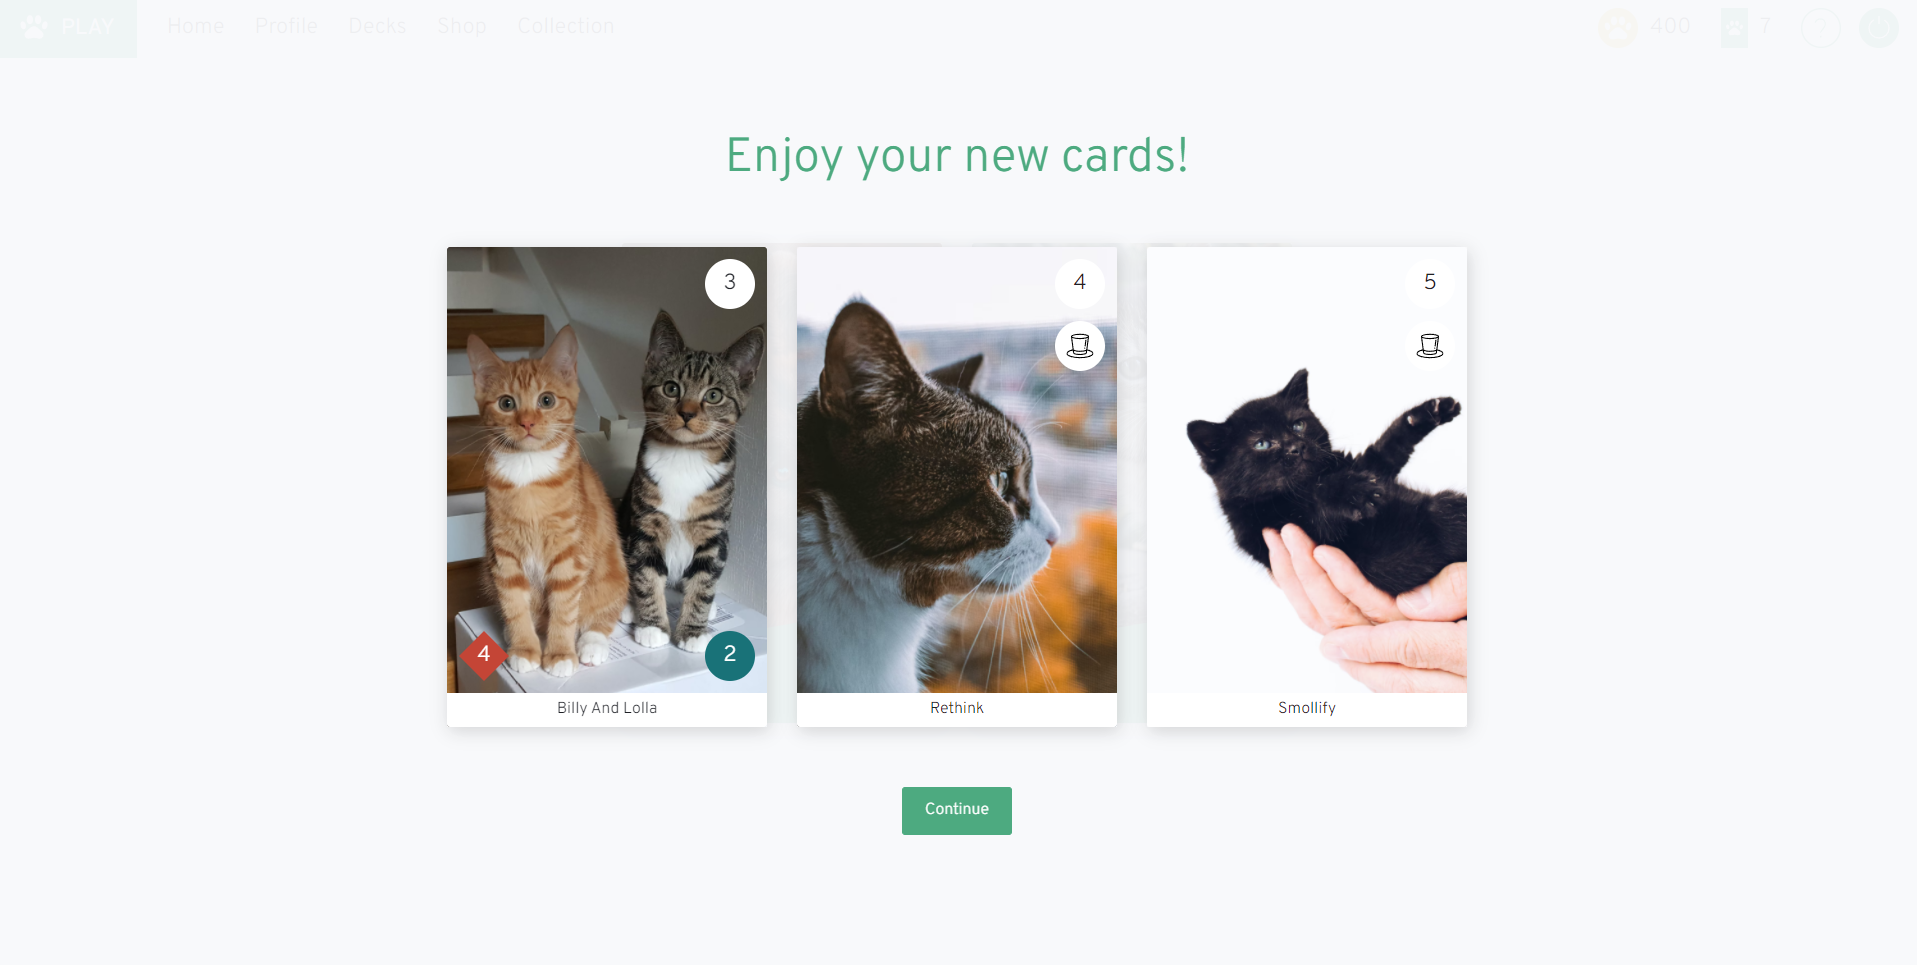 PLAY Home Profile Decks Shop Collection 400 7 ?
Enjoy your new cards!
3 4 5
4 2
Billy And Lolla Rethink Smollify
Continue